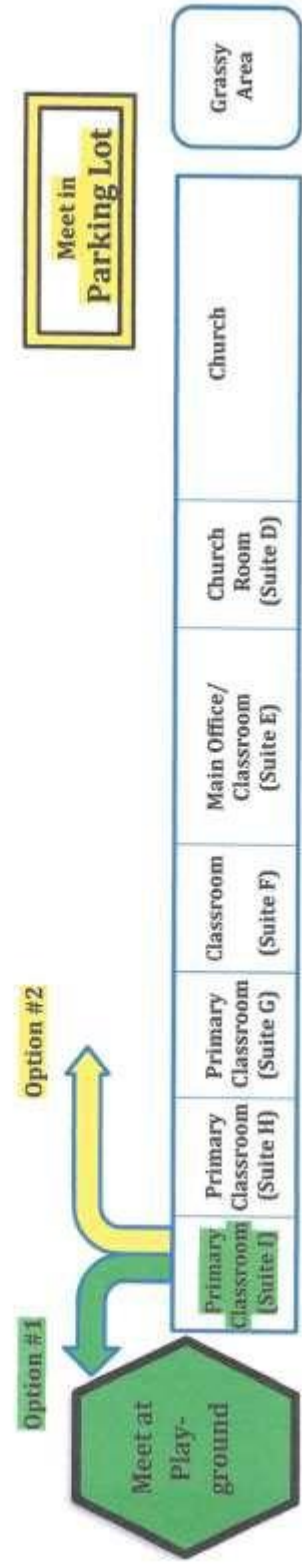 Option #1
Option #2
Meet in
Parking Lot
Meet at
Play-
ground
Primary
Classroom
(Suite I)
Primary
Classroom
(Suite H)
Primary
Classroom
(Suite G)
Classroom
(Suite F)
Main Office/
Classroom
(Suite E)
Church
Room
(Suite D)
Church
Grassy
Area